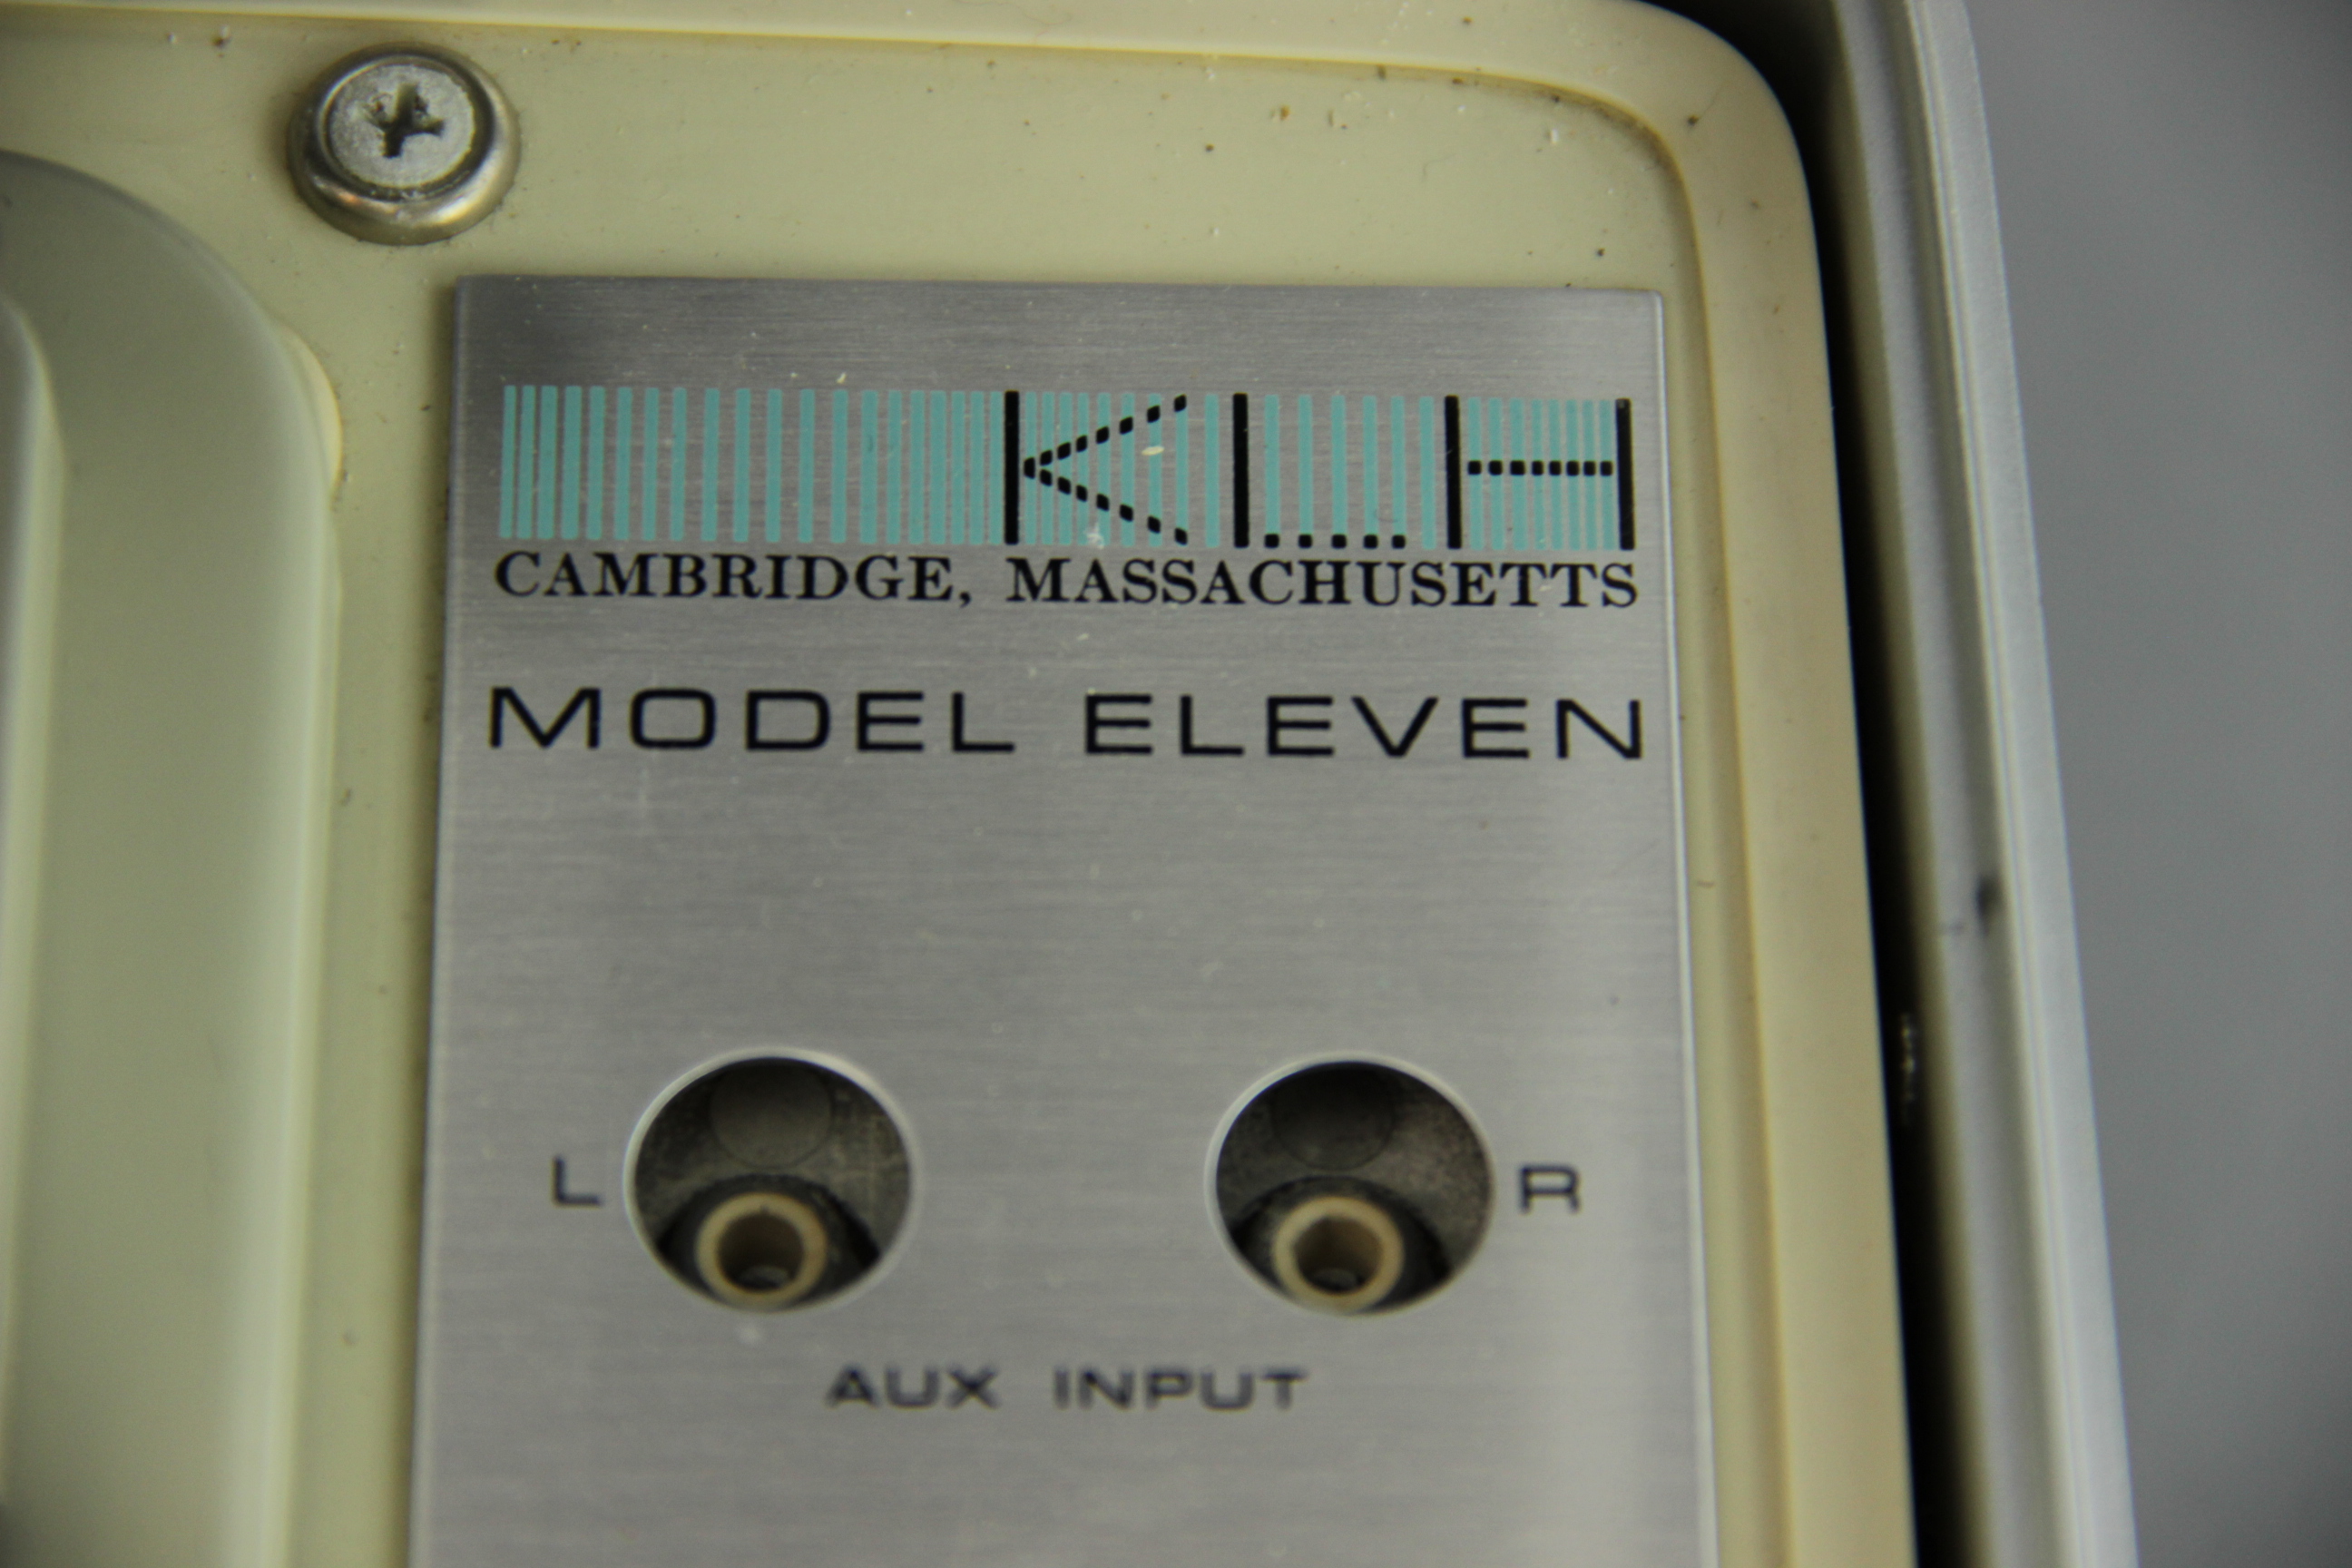 KLH
CAMBRIDGE, MASSACHUSETTS
MODEL ELEVEN
L R
AUX INPUT